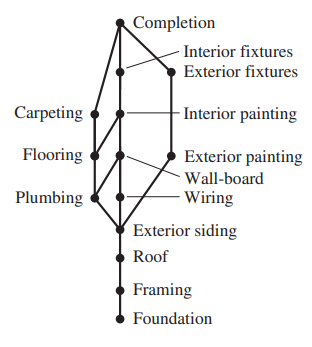 Completion
Interior fixtures
Exterior fixtures
Carpeting
Interior painting
Flooring
Exterior painting
Wall-board
Plumbing
Wiring
Exterior siding
Roof
Framing
Foundation